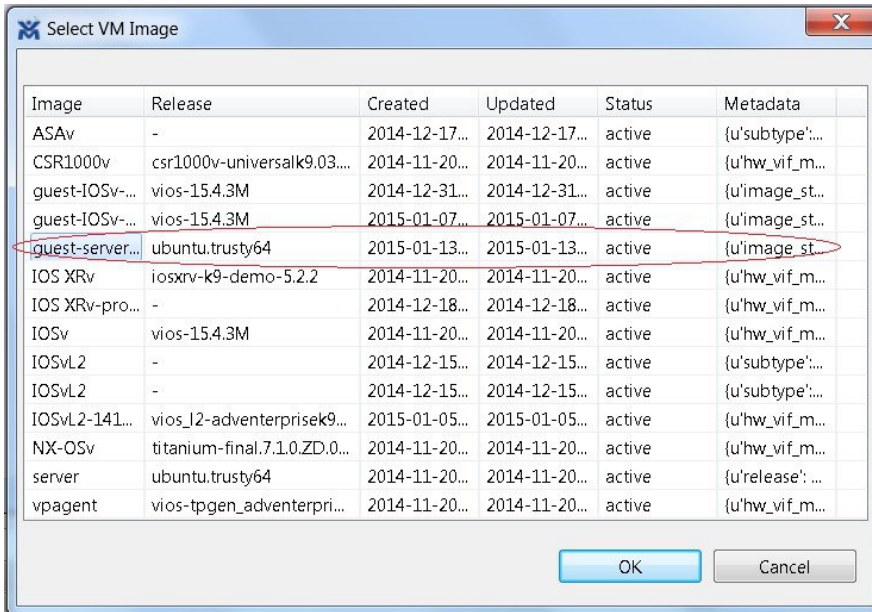 Select VM Image
Image Release Created Updated Status Metadata
ASAv - 2014-12-17... 2014-12-17... active {u'subtype':...
CSR1000v csr1000v-universalk9.03.... 2014-11-20... 2014-11-20... active {u'hw_vif_m...
guest-IOSv-... vios-15.4.3M 2014-12-31... 2014-12-31... active {u'image_st...
guest-IOSv-... vios-15.4.3M 2015-01-07... 2015-01-07... active {u'image_st...
guest-server... ubuntu.trusty64 2015-01-13... 2015-01-13... active {u'image_st...
IOS XRv iosxrv-k9-demo-5.2.2 2014-11-20... 2014-11-20... active {u'hw_vif_m...
IOS XRv-pro... - 2014-12-18... 2014-12-18... active {u'hw_vif_m...
IOSv vios-15.4.3M 2014-11-20... 2014-11-20... active {u'hw_vif_m...
IOSvL2 - 2014-12-15... 2014-12-15... active {u'subtype':...
IOSvL2 - 2014-12-15... 2014-12-15... active {u'subtype':...
IOSvL2-141... vios_l2-adventerprisek9... 2015-01-05... 2015-01-05... active {u'hw_vif_m...
NX-OSv titanium-final.7.1.0.ZD.0... 2014-11-20... 2014-11-20... active {u'hw_vif_m...
server ubuntu.trusty64 2014-11-20... 2014-11-20... active {u'release': ...
vpagent vios-tpgen_adventerpri... 2014-11-20... 2014-11-20... active {u'hw_vif_m...
OK Cancel